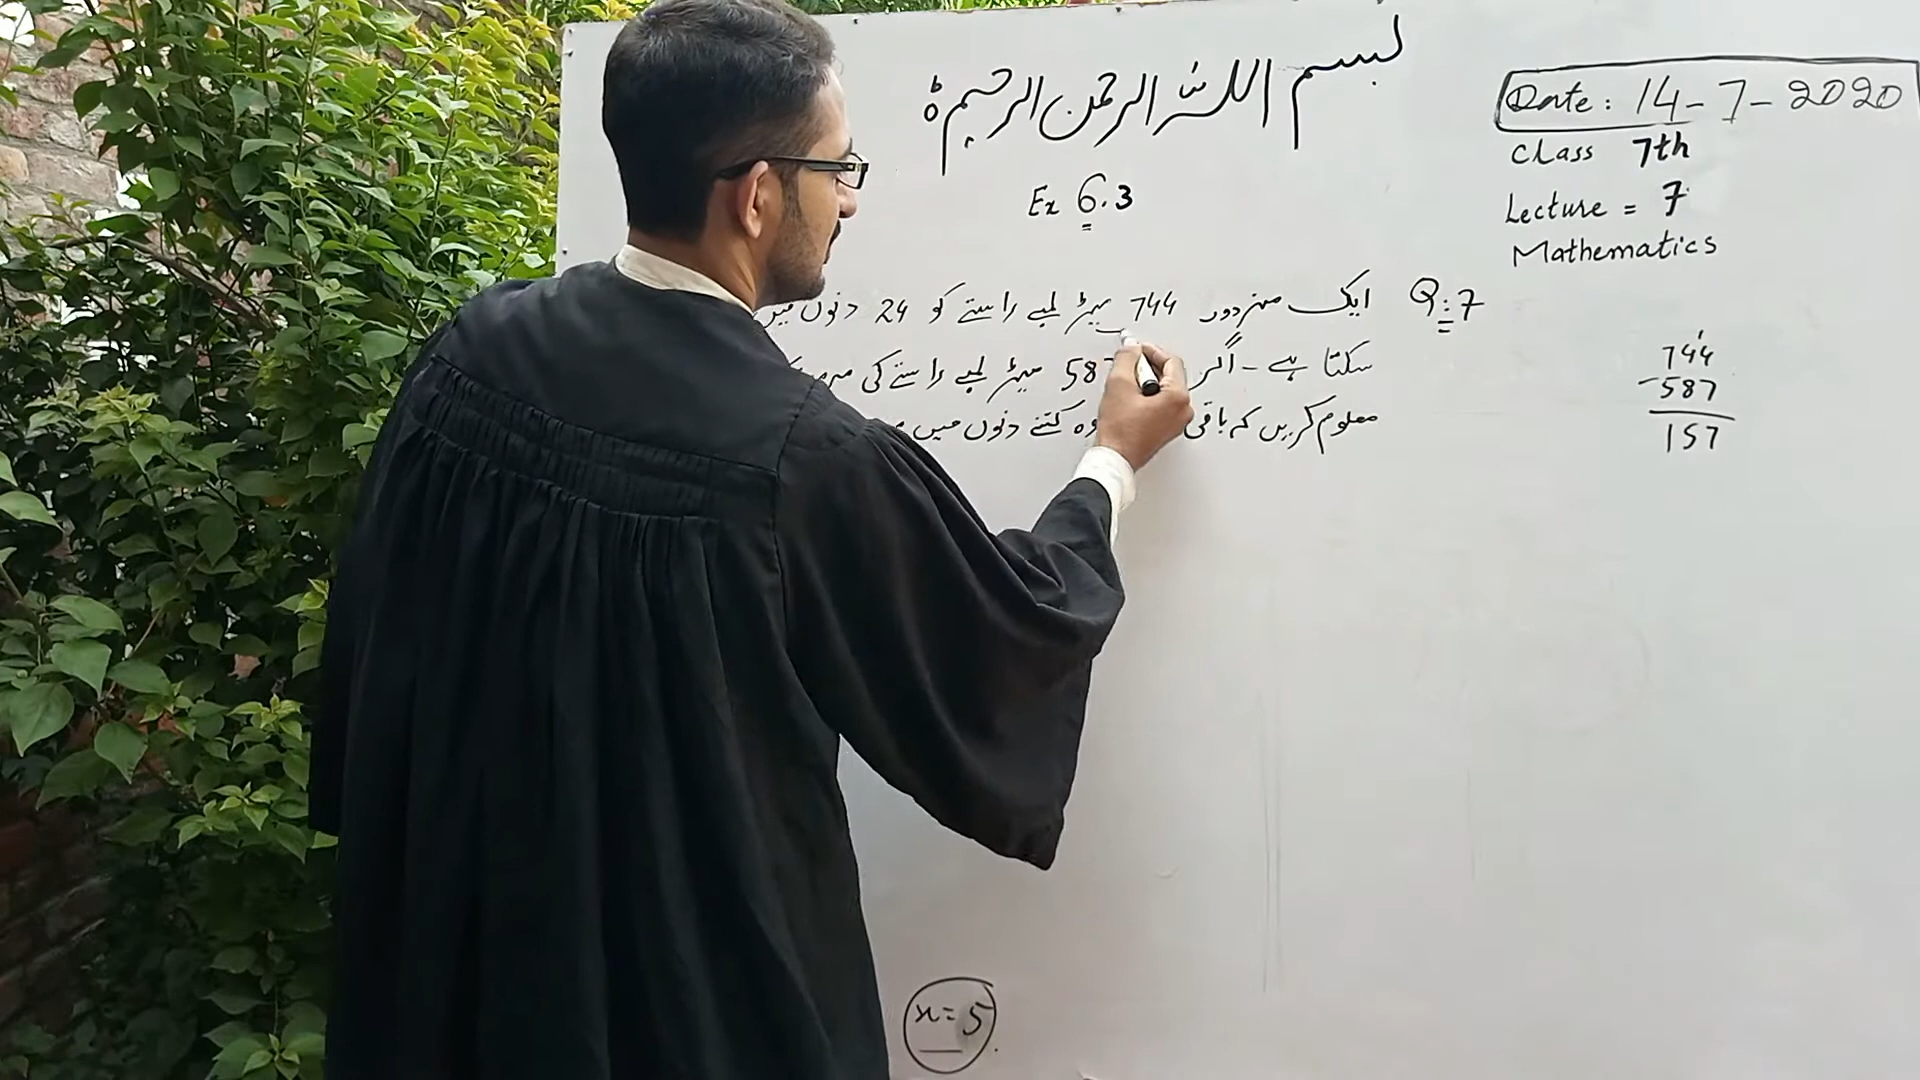 بسم اللہ الرحمن الرحیم
Date: 14-7-2020
Class 7th
Lecture = 7
Mathematics
Ex 6.3
Q:7 ایک مزدور 744 میٹر لمبے راستے کو 24 دنوں میں
سکتا ہے - اگر 587 میٹر لمبے راستے کی
معلوم کریں کہ باقی وہ کتنے دنوں میں
744
-587
157
x = 5